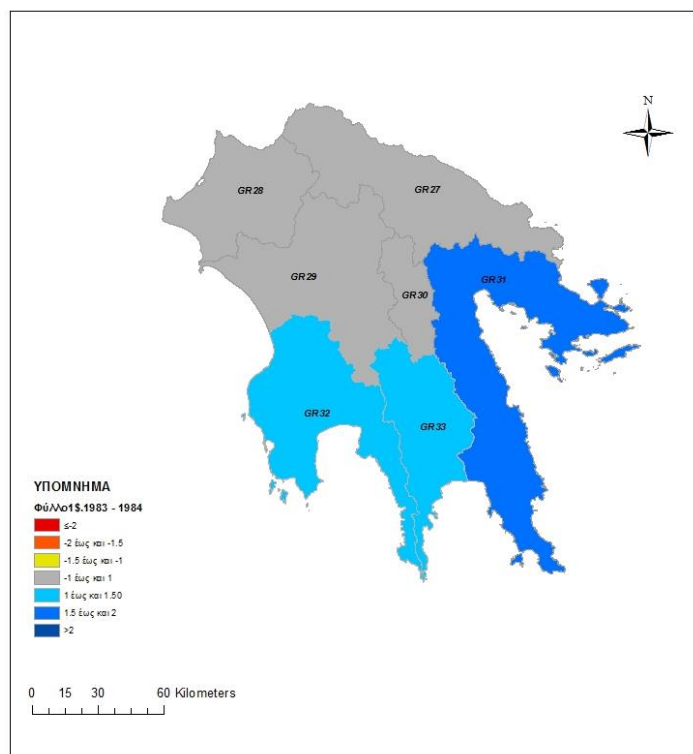 N
GR28
GR27
GR29
GR30
GR31
GR32
GR33
ΥΠΟΜΝΗΜΑ
Φύλλο1$.1983 - 1984
≤-2
-2 έως και -1.5
-1.5 έως και -1
-1 έως και 1
1 έως και 1.50
1.5 έως και 2
>2
0 15 30 60 Kilometers